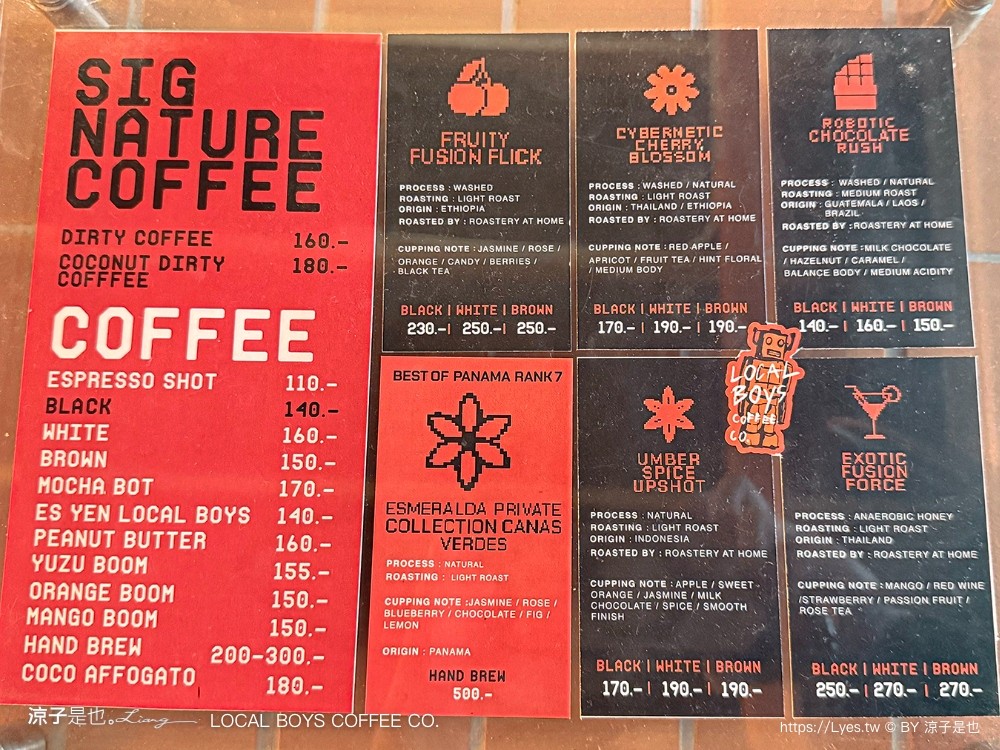 SIG
NATURE
COFFEE
DIRTY COFFEE 160.-
COCONUT DIRTY 180.-
COFFFEE
COFFEE
ESPRESSO SHOT 110.-
BLACK 140.-
WHITE 160.-
BROWN 150.-
MOCHA BOT 170.-
ES YEN LOCAL BOYS 140.-
PEANUT BUTTER 160.-
YUZU BOOM 155.-
ORANGE BOOM 150.-
MANGO BOOM 150.-
HAND BREW 200-300.-
COCO AFFOGATO 180.-
FRUITY
FUSION FLICK
PROCESS : WASHED
ROASTING : LIGHT ROAST
ORIGIN : ETHIOPIA
ROASTED BY : ROASTERY AT HOME
CUPPING NOTE : JASMINE / ROSE /
ORANGE / CANDY / BERRIES /
BLACK TEA
BLACK | WHITE | BROWN
230.- | 250.- | 250.-
CYBERNETIC
CHERRY
BLOSSOM
PROCESS : WASHED / NATURAL
ROASTING : LIGHT ROAST
ORIGIN : THAILAND / ETHIOPIA
ROASTED BY : ROASTERY AT HOME
CUPPING NOTE : RED APPLE /
APRICOT / FRUIT TEA / HINT FLORAL
/ MEDIUM BODY
BLACK | WHITE | BROWN
170.- | 190.- | 190.-
ROBOTIC
CHOCOLATE
RUSH
PROCESS : WASHED / NATURAL
ROASTING : MEDIUM ROAST
ORIGIN : GUATEMALA / LAOS /
BRAZIL
ROASTED BY : ROASTERY AT HOME
CUPPING NOTE : MILK CHOCOLATE
/ HAZELNUT / CARAMEL /
BALANCE BODY / MEDIUM ACIDITY
BLACK | WHITE | BROWN
140.- | 160.- | 150.-
BEST OF PANAMA RANK 7
ESMERALDA PRIVATE
COLLECTION CANAS
VERDES
PROCESS : NATURAL
ROASTING : LIGHT ROAST
CUPPING NOTE : JASMINE / ROSE /
BLUEBERRY / CHOCOLATE / FIG /
LEMON
ORIGIN : PANAMA
HAND BREW
500.-
UMBER
SPICE
UPSHOT
PROCESS : NATURAL
ROASTING : LIGHT ROAST
ORIGIN : INDONESIA
ROASTED BY : ROASTERY AT HOME
CUPPING NOTE : APPLE / SWEET
ORANGE / JASMINE / MILK
CHOCOLATE / SPICE / SMOOTH
FINISH
BLACK | WHITE | BROWN
170.- | 190.- | 190.-
LOCAL
BOYS
COFFEE
CO.
EXOTIC
FUSION
FORCE
PROCESS : ANAEROBIC HONEY
ROASTING : LIGHT ROAST
ORIGIN : THAILAND
ROASTED BY : ROASTERY AT HOME
CUPPING NOTE : MANGO / RED WINE
/STRAWBERRY / PASSION FRUIT /
ROSE TEA
BLACK | WHITE | BROWN
250.- | 270.- | 270.-
涼子是也。Liang LOCAL BOYS COFFEE CO.
https://Lyes.tw © BY 涼子是也